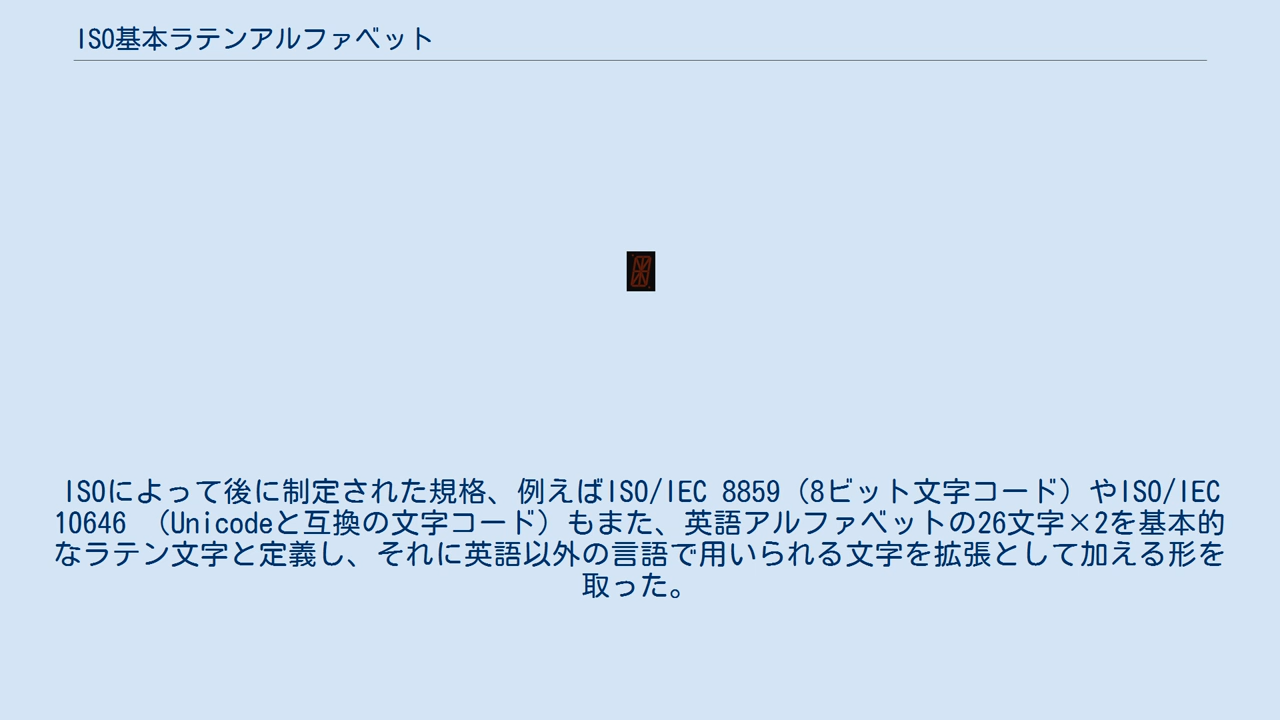 ISO基本ラテンアルファベット
ISOによって後に制定された規格、例えばISO/IEC 8859（8ビット文字コード）やISO/IEC
10646 （Unicodeと互換の文字コード）もまた、英語アルファベットの26文字×2を基本的
なラテン文字と定義し、それに英語以外の言語で用いられる文字を拡張として加える形を
取った。